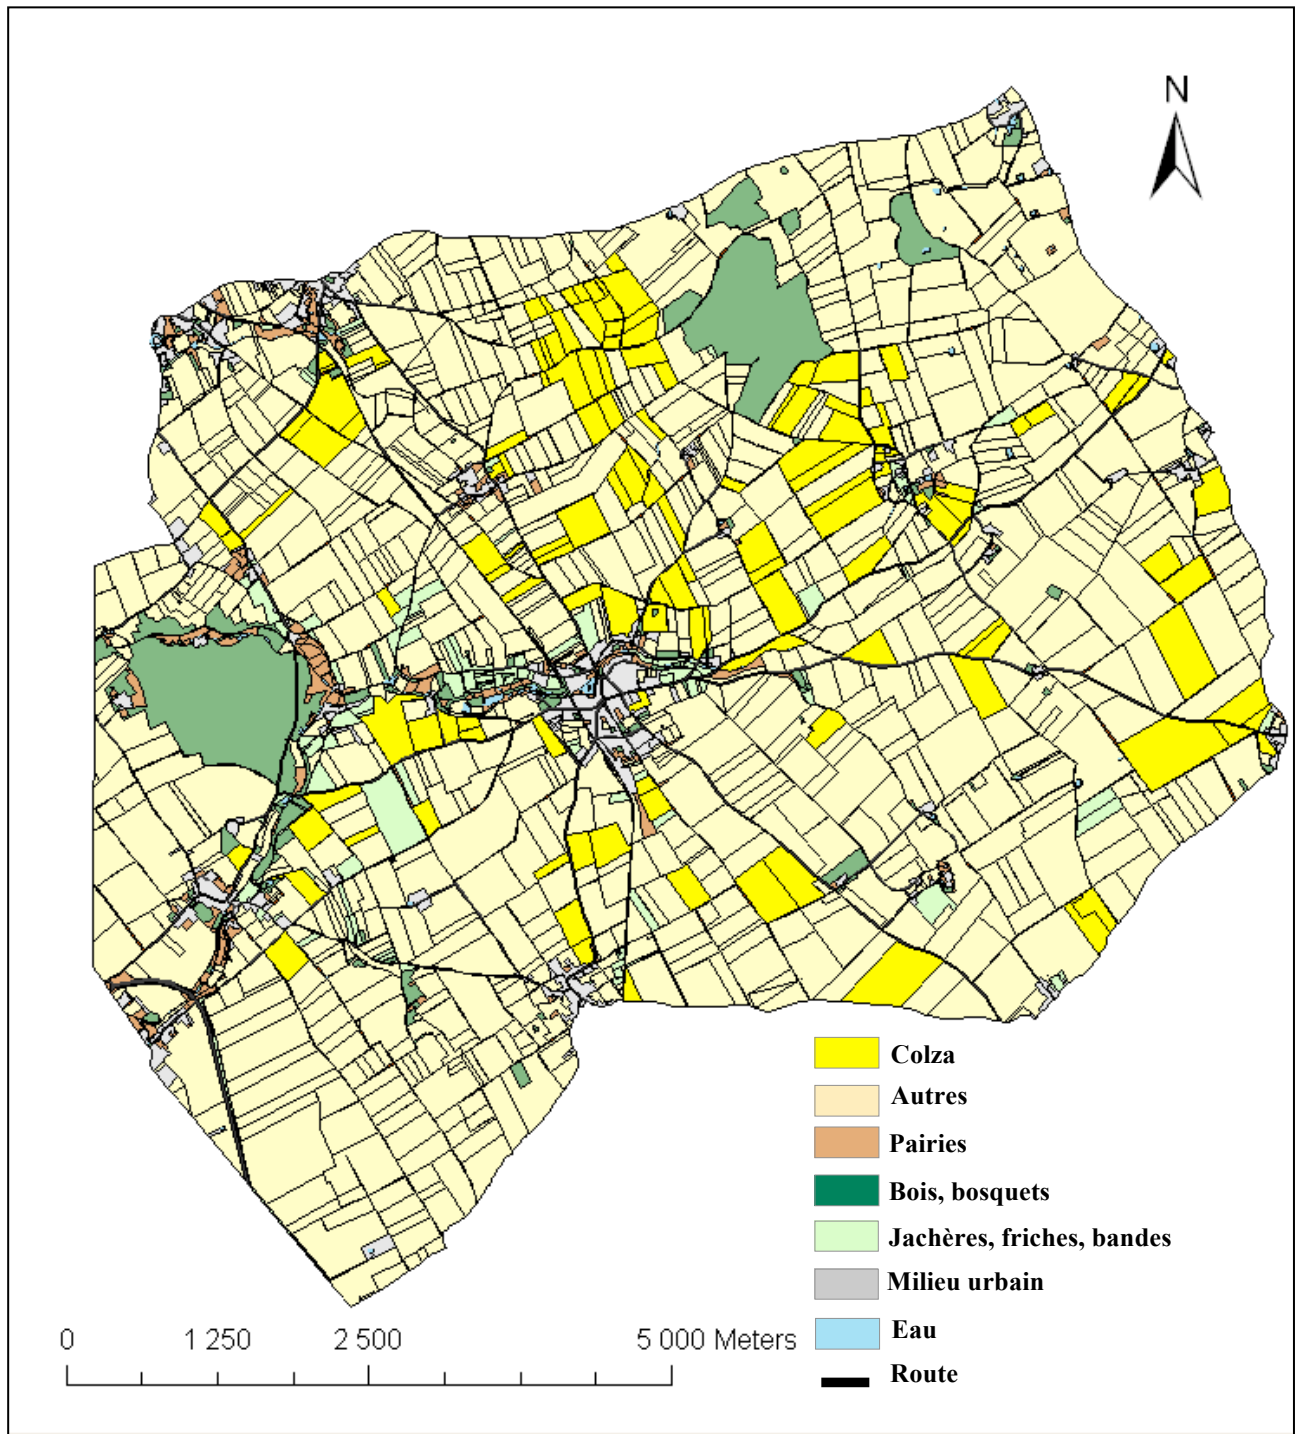 N
Colza
Autres
Pairies
Bois, bosquets
Jachères, friches, bandes
Milieu urbain
Eau
Route
0 1 250 2 500 5 000 Meters